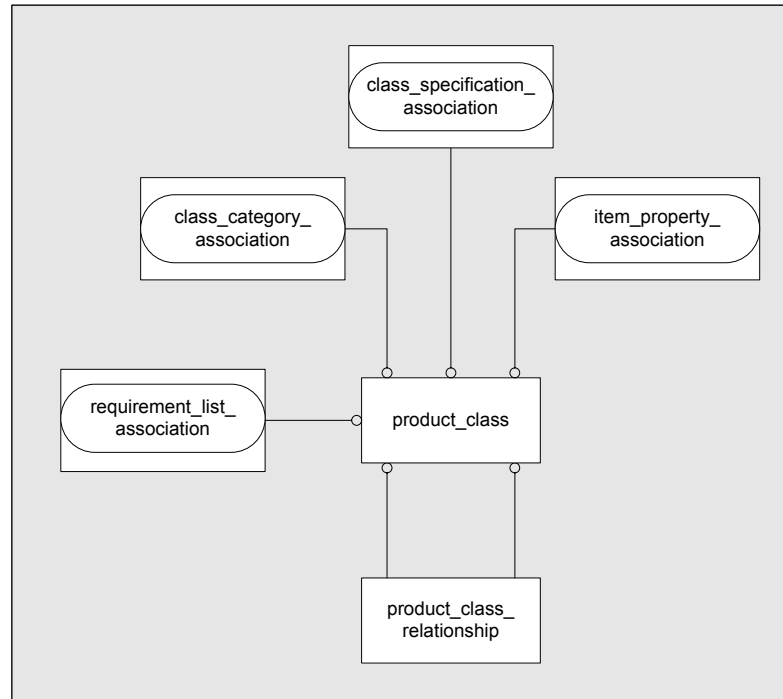 class_specification_
association
class_category_
association
item_property_
association
requirement_list_
association
product_class
product_class_
relationship